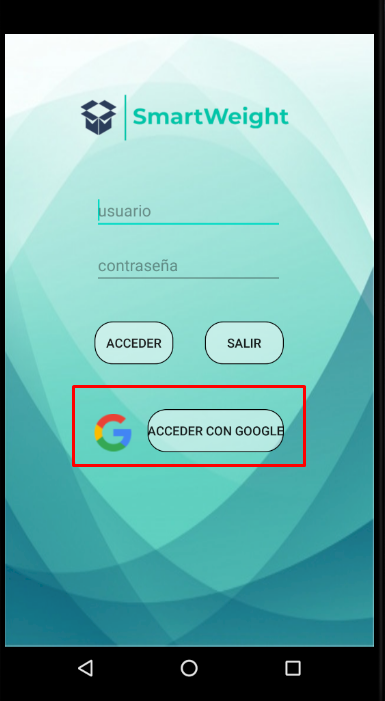 SmartWeight
usuario
contraseña
ACCEDER SALIR
ACCEDER CON GOOGLE